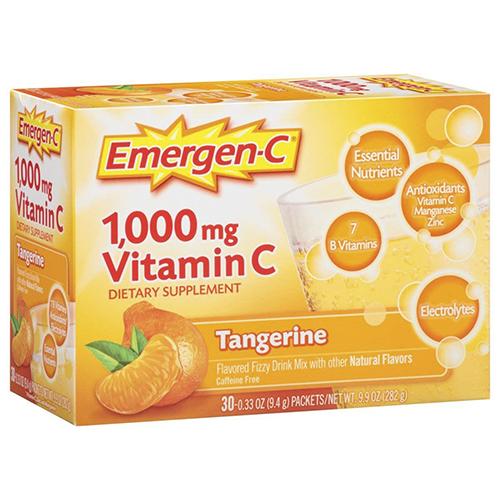 Emergen-C
1,000 mg
Vitamin C
DIETARY SUPPLEMENT
Tangerine
Flavored Fizzy Drink Mix with other Natural Flavors
Caffeine Free
30-0.33 OZ (9.4 g) PACKETS/NET WT. 9.9 OZ (282 g)
Essential
Nutrients
Antioxidants
Vitamin C
Manganese
Zinc
7
B Vitamins
Electrolytes
Emergen-C
1,000 mg
Vitamin C
DIETARY SUPPLEMENT
Tangerine